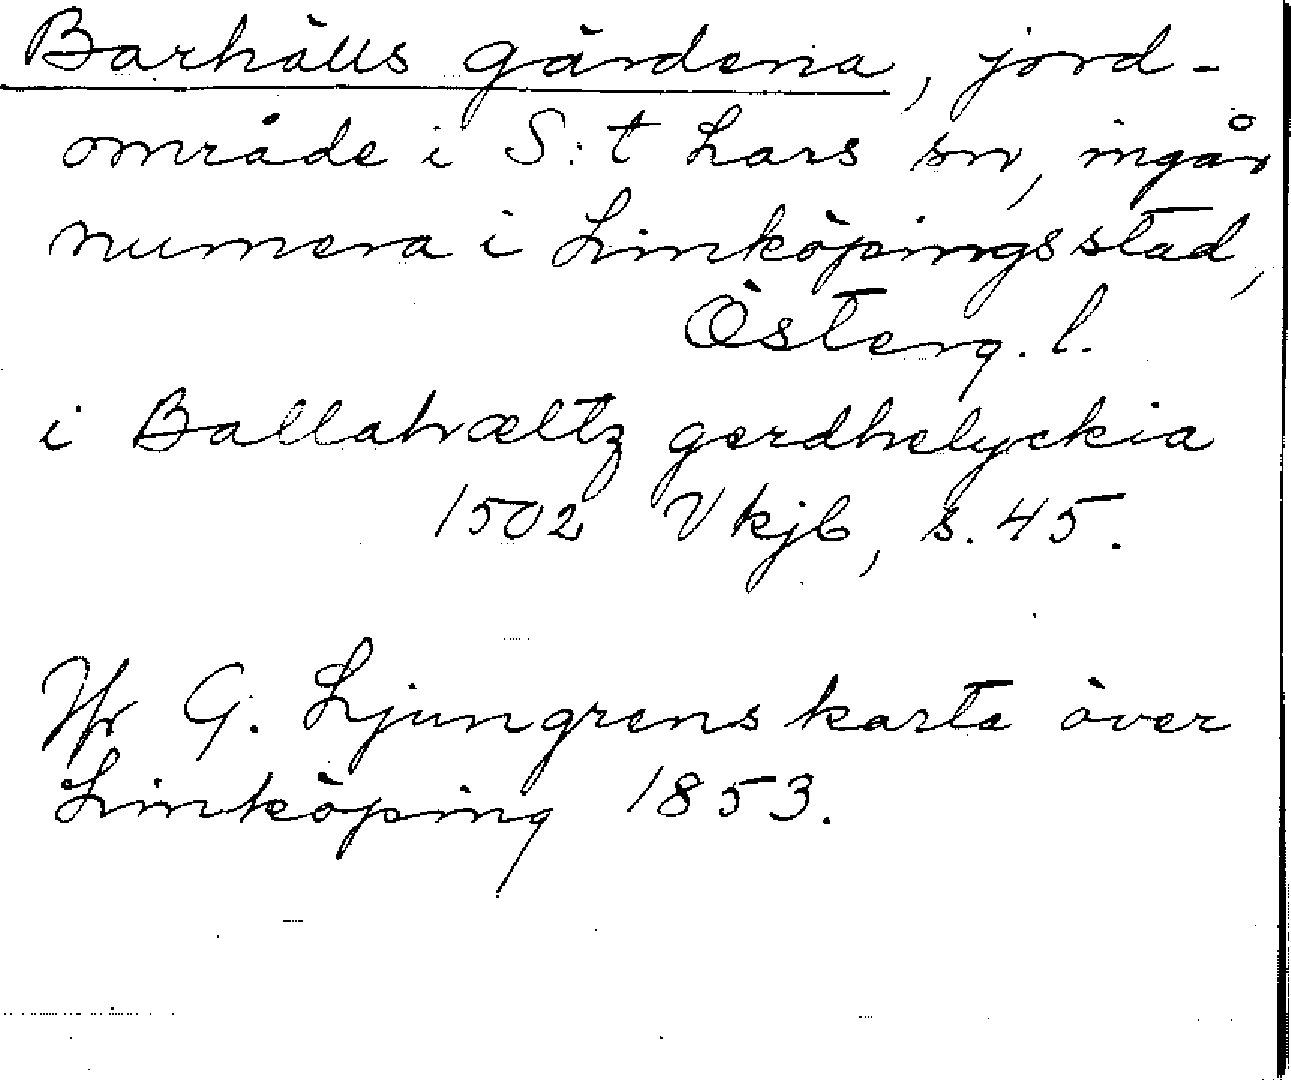 Barhälls gärdena, jord-
område i S:t Lars sn, ingår
numera i Linköpings stad,
Österg. l.
i Ballahæltz gerdhelyckia
1502 Vkjb, s. 45.
Jfr G. Ljungrens karta över
Linköping 1853.